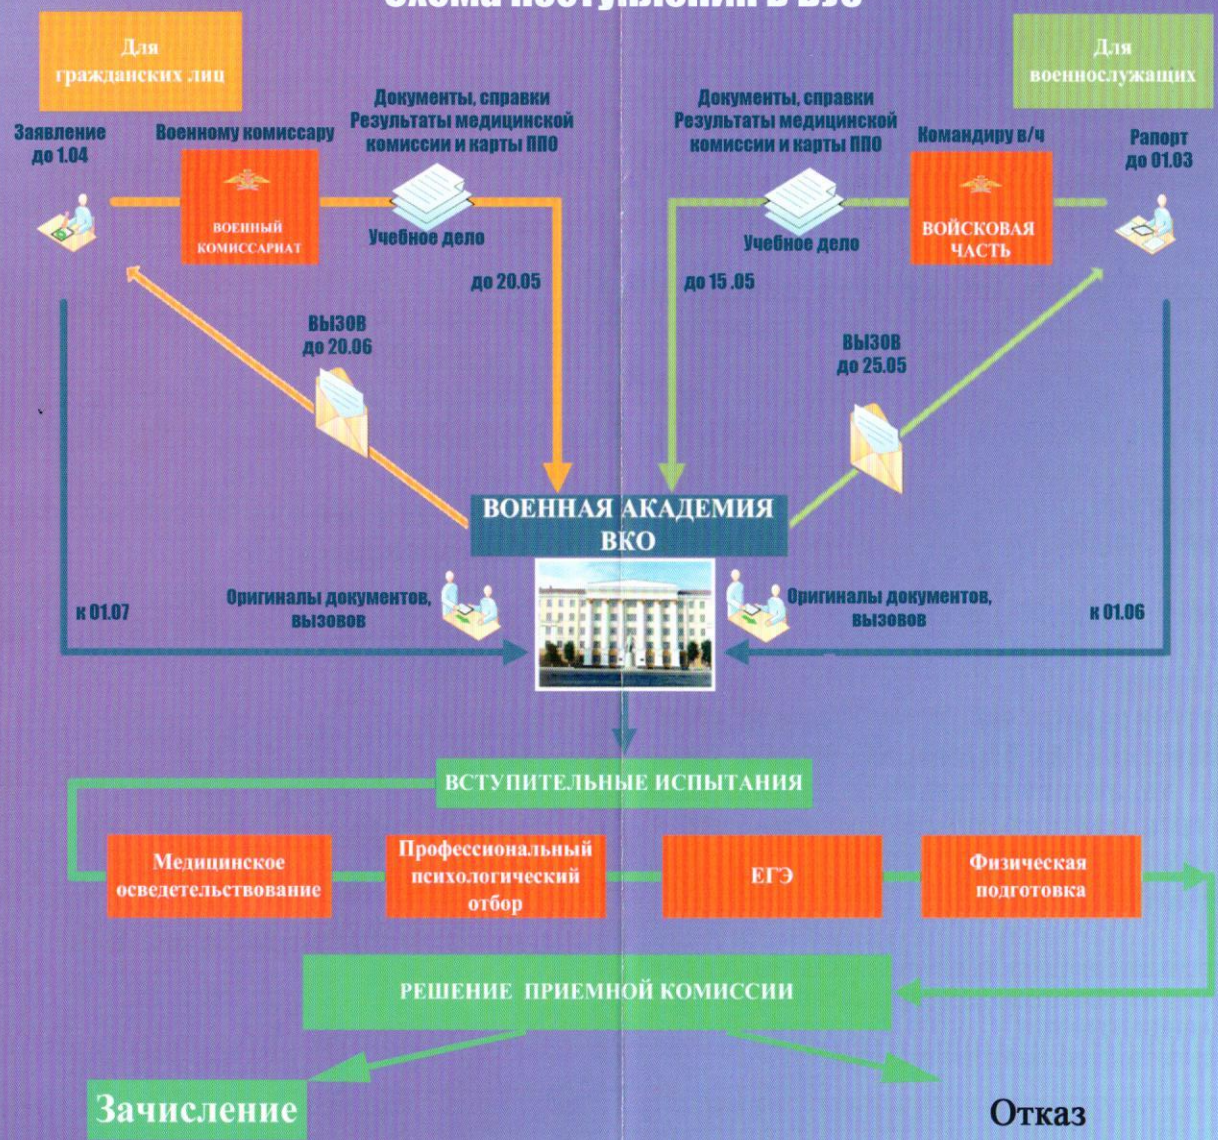 Схема поступления в ВУС
Для
гражданских лиц
Для
военнослужащих
Заявление
до 1.04
Военному комиссару
ВОЕННЫЙ
КОМИССАРИАТ
Документы, справки
Результаты медицинской
комиссии и карты ППО
Учебное дело
до 20.05
Документы, справки
Результаты медицинской
комиссии и карты ППО
Учебное дело
до 15 .05
Командиру в/ч
ВОЙСКОВАЯ
ЧАСТЬ
Рапорт
до 01.03
ВЫЗОВ
до 20.06
ВЫЗОВ
до 25.05
ВОЕННАЯ АКАДЕМИЯ
ВКО
к 01.07
Оригиналы документов,
вызовов
Оригиналы документов,
вызовов
к 01.06
ВСТУПИТЕЛЬНЫЕ ИСПЫТАНИЯ
Медицинское
осведетельствование
Профессиональный
психологический
отбор
ЕГЭ
Физическая
подготовка
РЕШЕНИЕ ПРИЕМНОЙ КОМИССИИ
Зачисление
Отказ